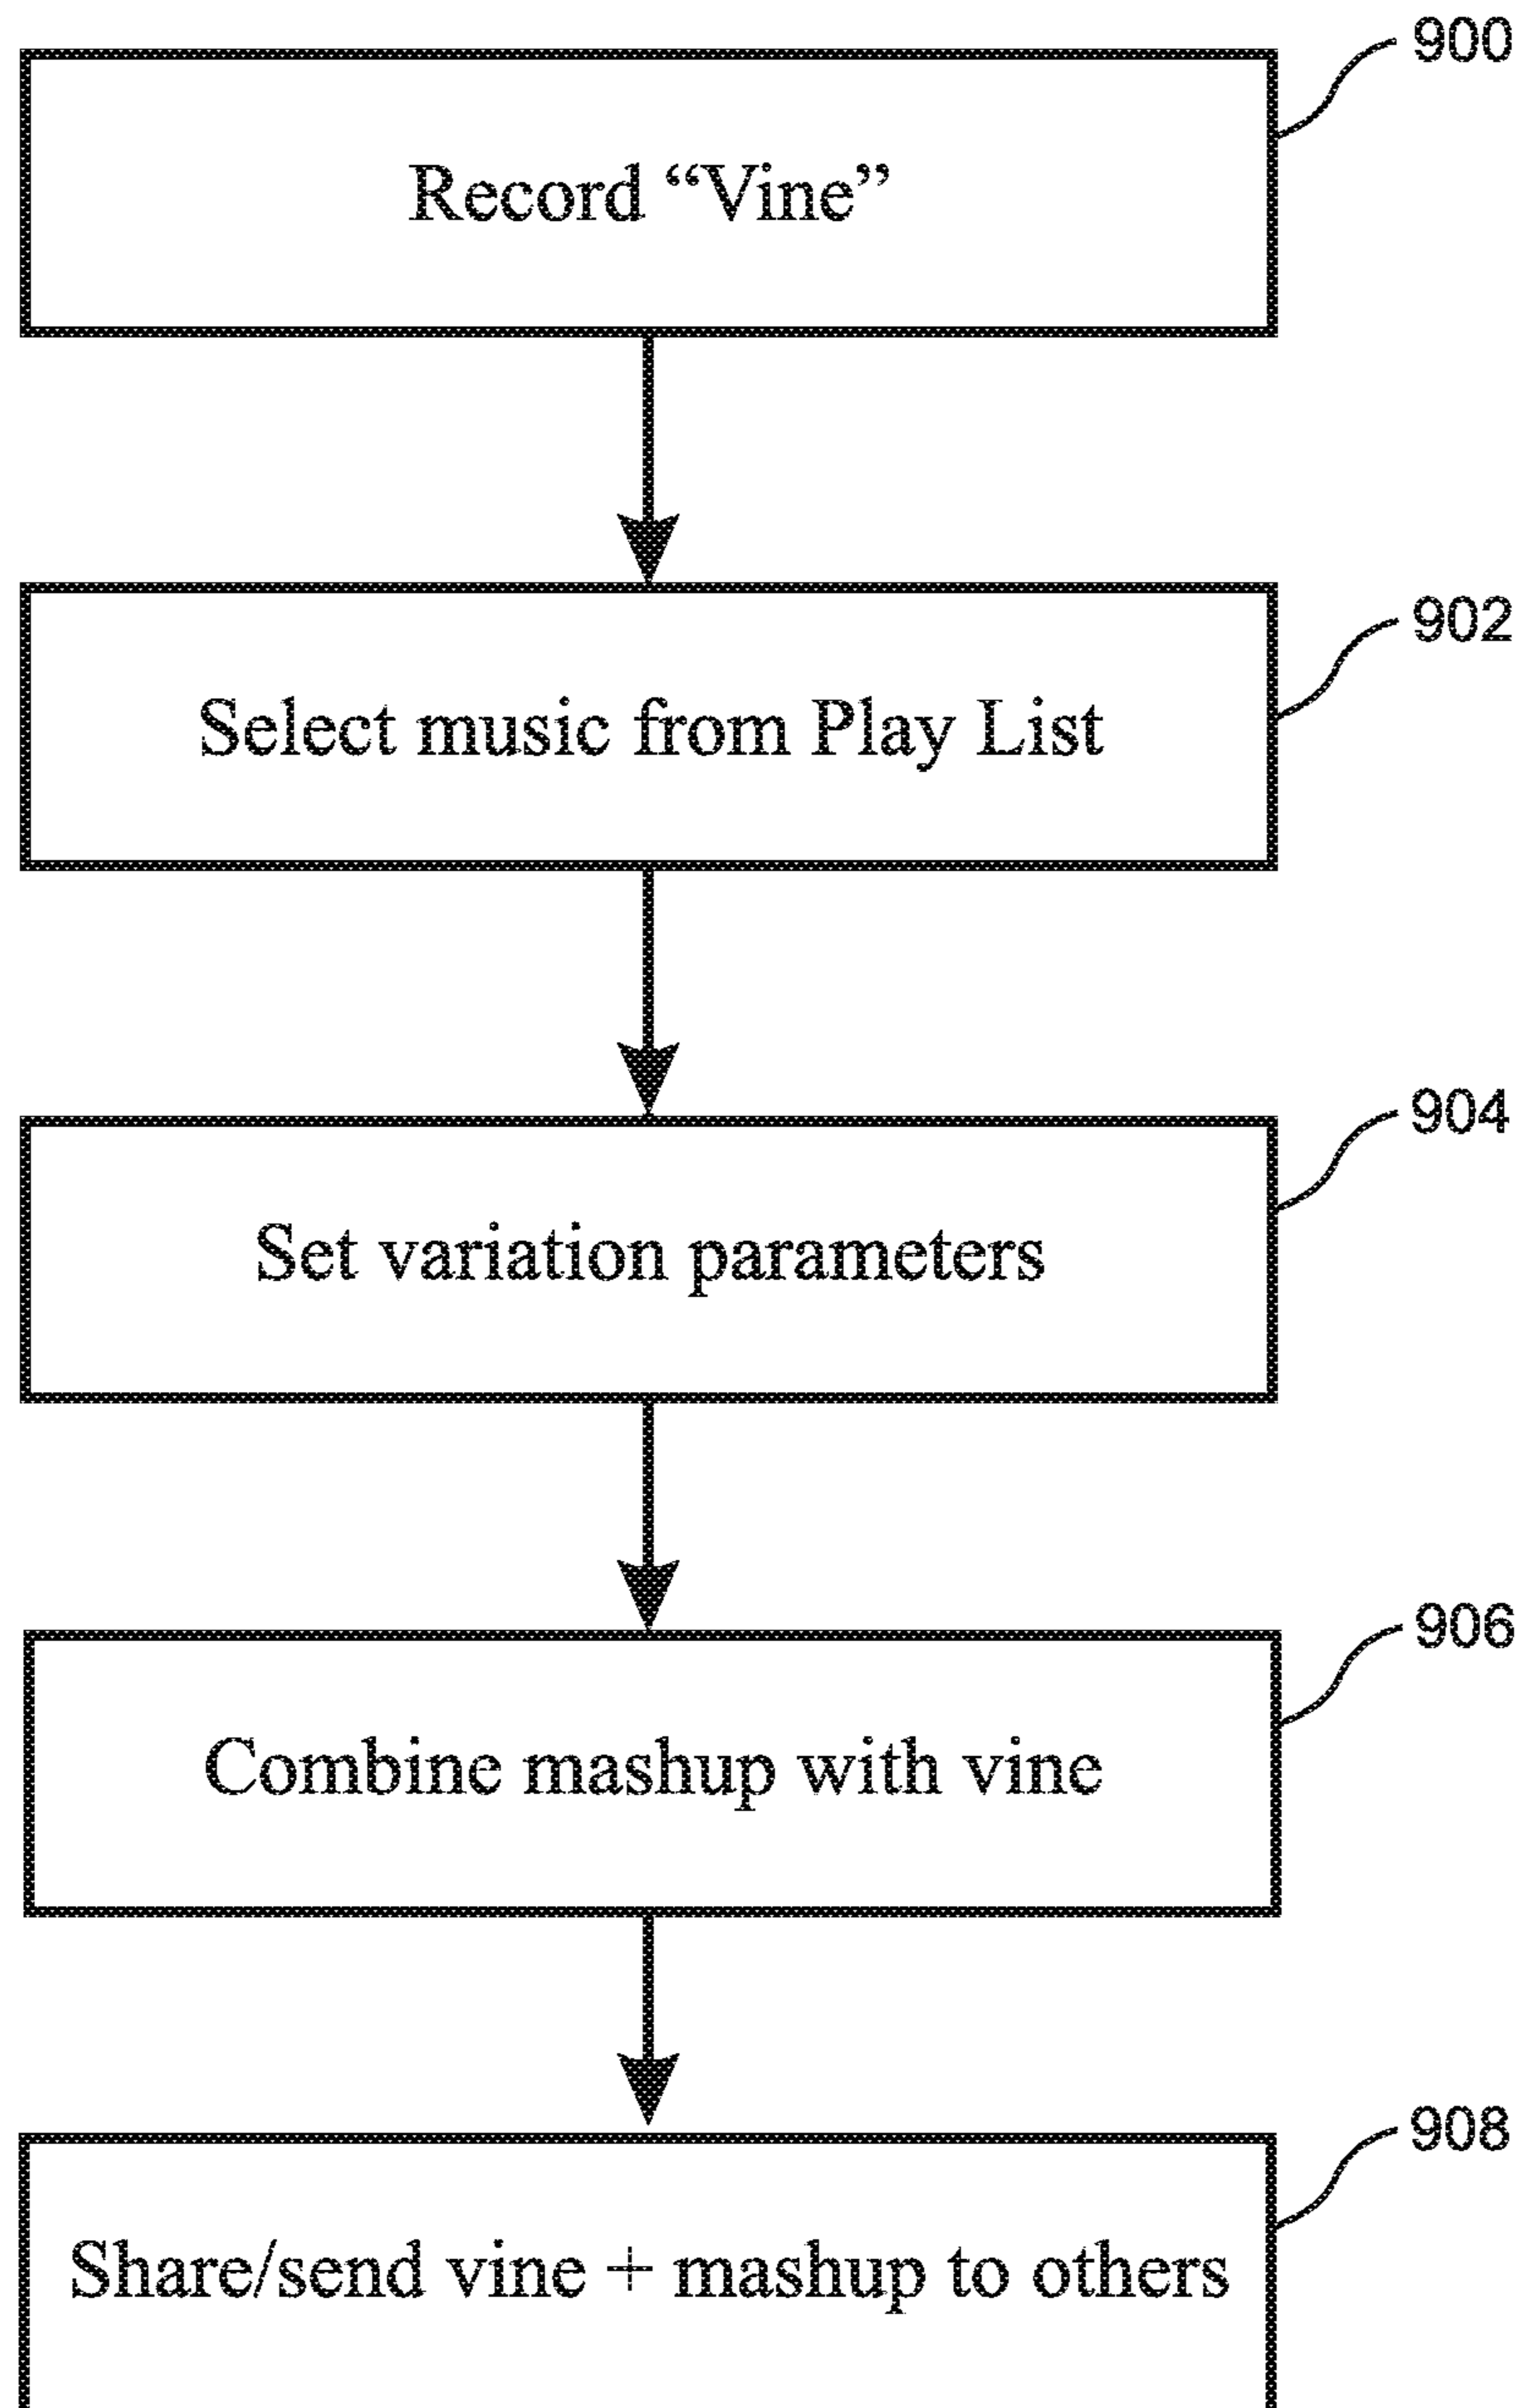 900
Record “Vine”
902
Select music from Play List
904
Set variation parameters
906
Combine mashup with vine
908
Share/send vine + mashup to others